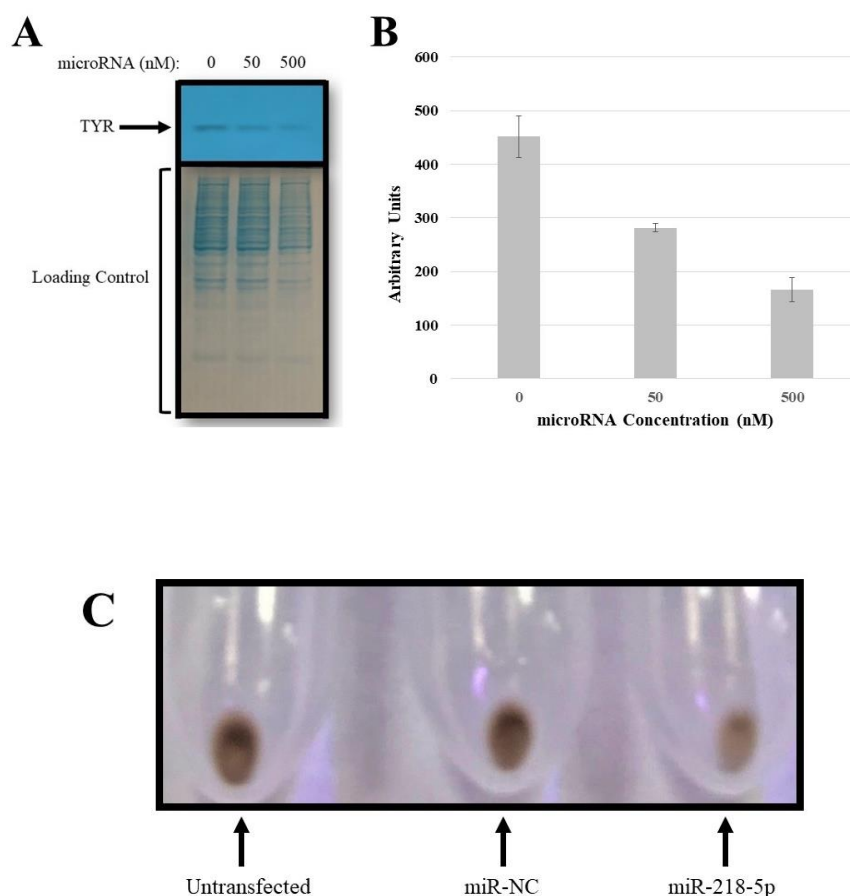 A
microRNA (nM): 0 50 500
TYR
Loading Control
B
600
500
400
300
200
100
0
Arbitrary Units
0 50 500
microRNA Concentration (nM)
C
Untransfected miR-NC miR-218-5p